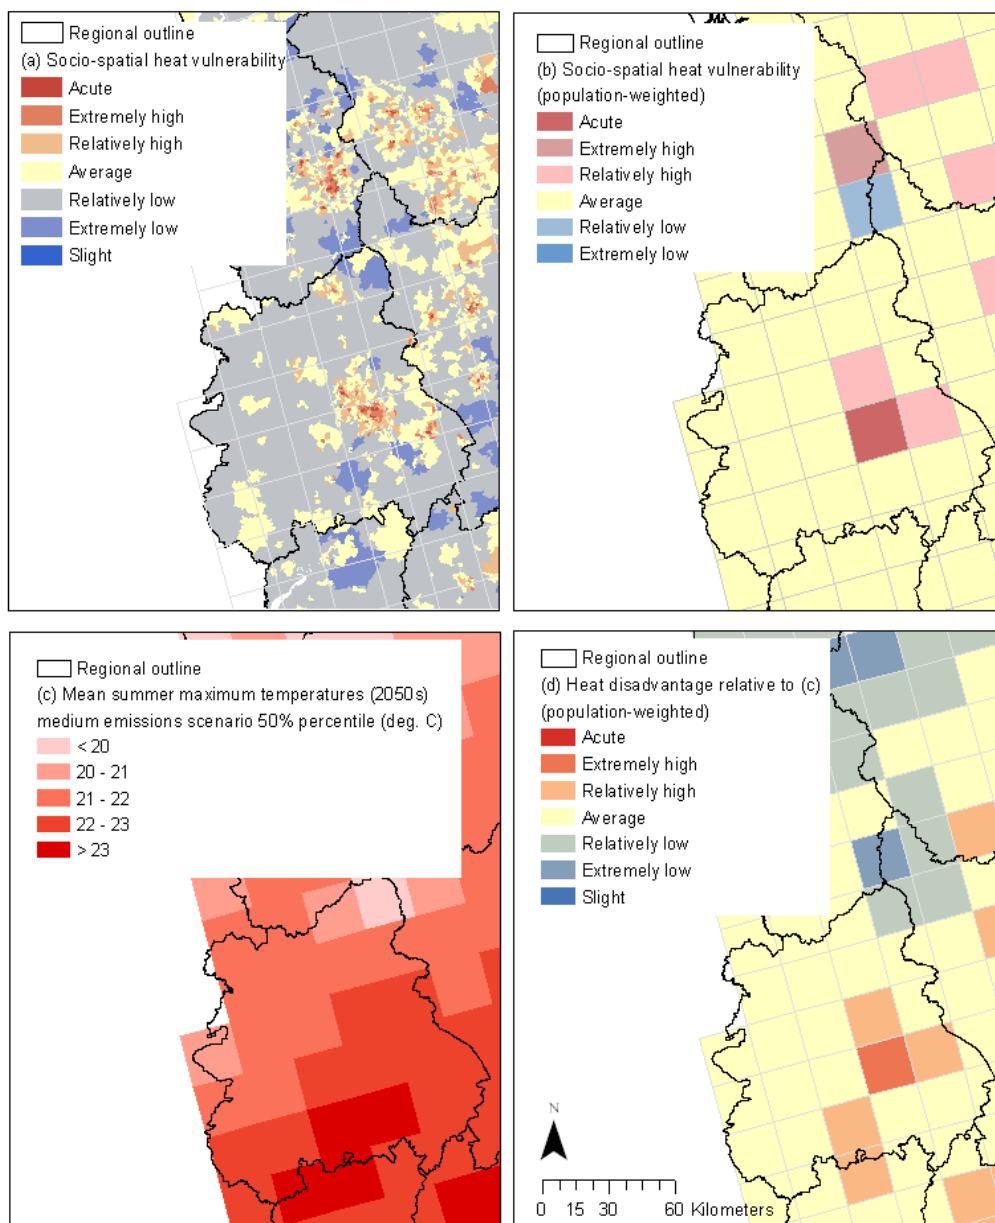 Regional outline
(a) Socio-spatial heat vulnerability
Acute
Extremely high
Relatively high
Average
Relatively low
Extremely low
Slight
Regional outline
(b) Socio-spatial heat vulnerability
(population-weighted)
Acute
Extremely high
Relatively high
Average
Relatively low
Extremely low
Regional outline
(c) Mean summer maximum temperatures (2050s)
medium emissions scenario 50% percentile (deg. C)
< 20
20 - 21
21 - 22
22 - 23
> 23
Regional outline
(d) Heat disadvantage relative to (c)
(population-weighted)
Acute
Extremely high
Relatively high
Average
Relatively low
Extremely low
Slight
N
0 15 30 60 Kilometers